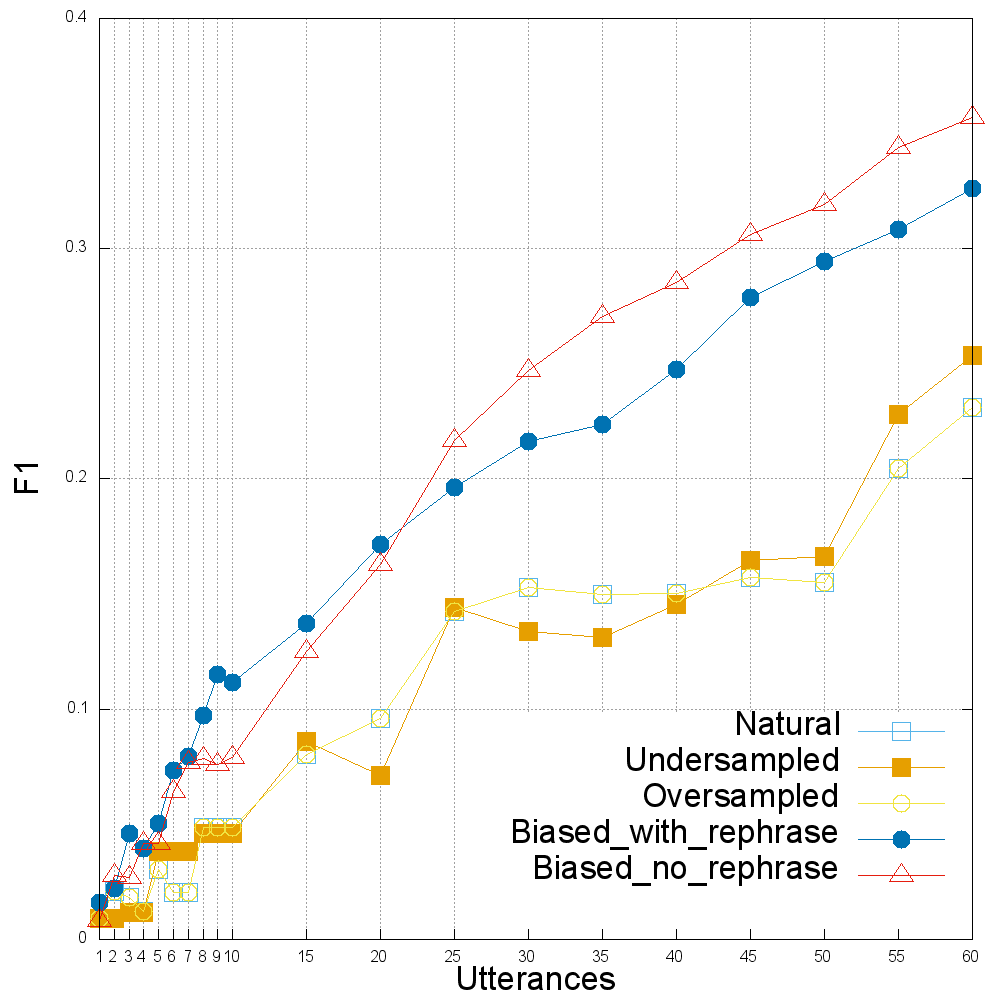 0.4
0.3
0.2
0.1
0
F1
Natural
Undersampled
Oversampled
Biased_with_rephrase
Biased_no_rephrase
1 2 3 4 5 6 7 8 9 10 15 20 25 30 35 40 45 50 55 60
Utterances